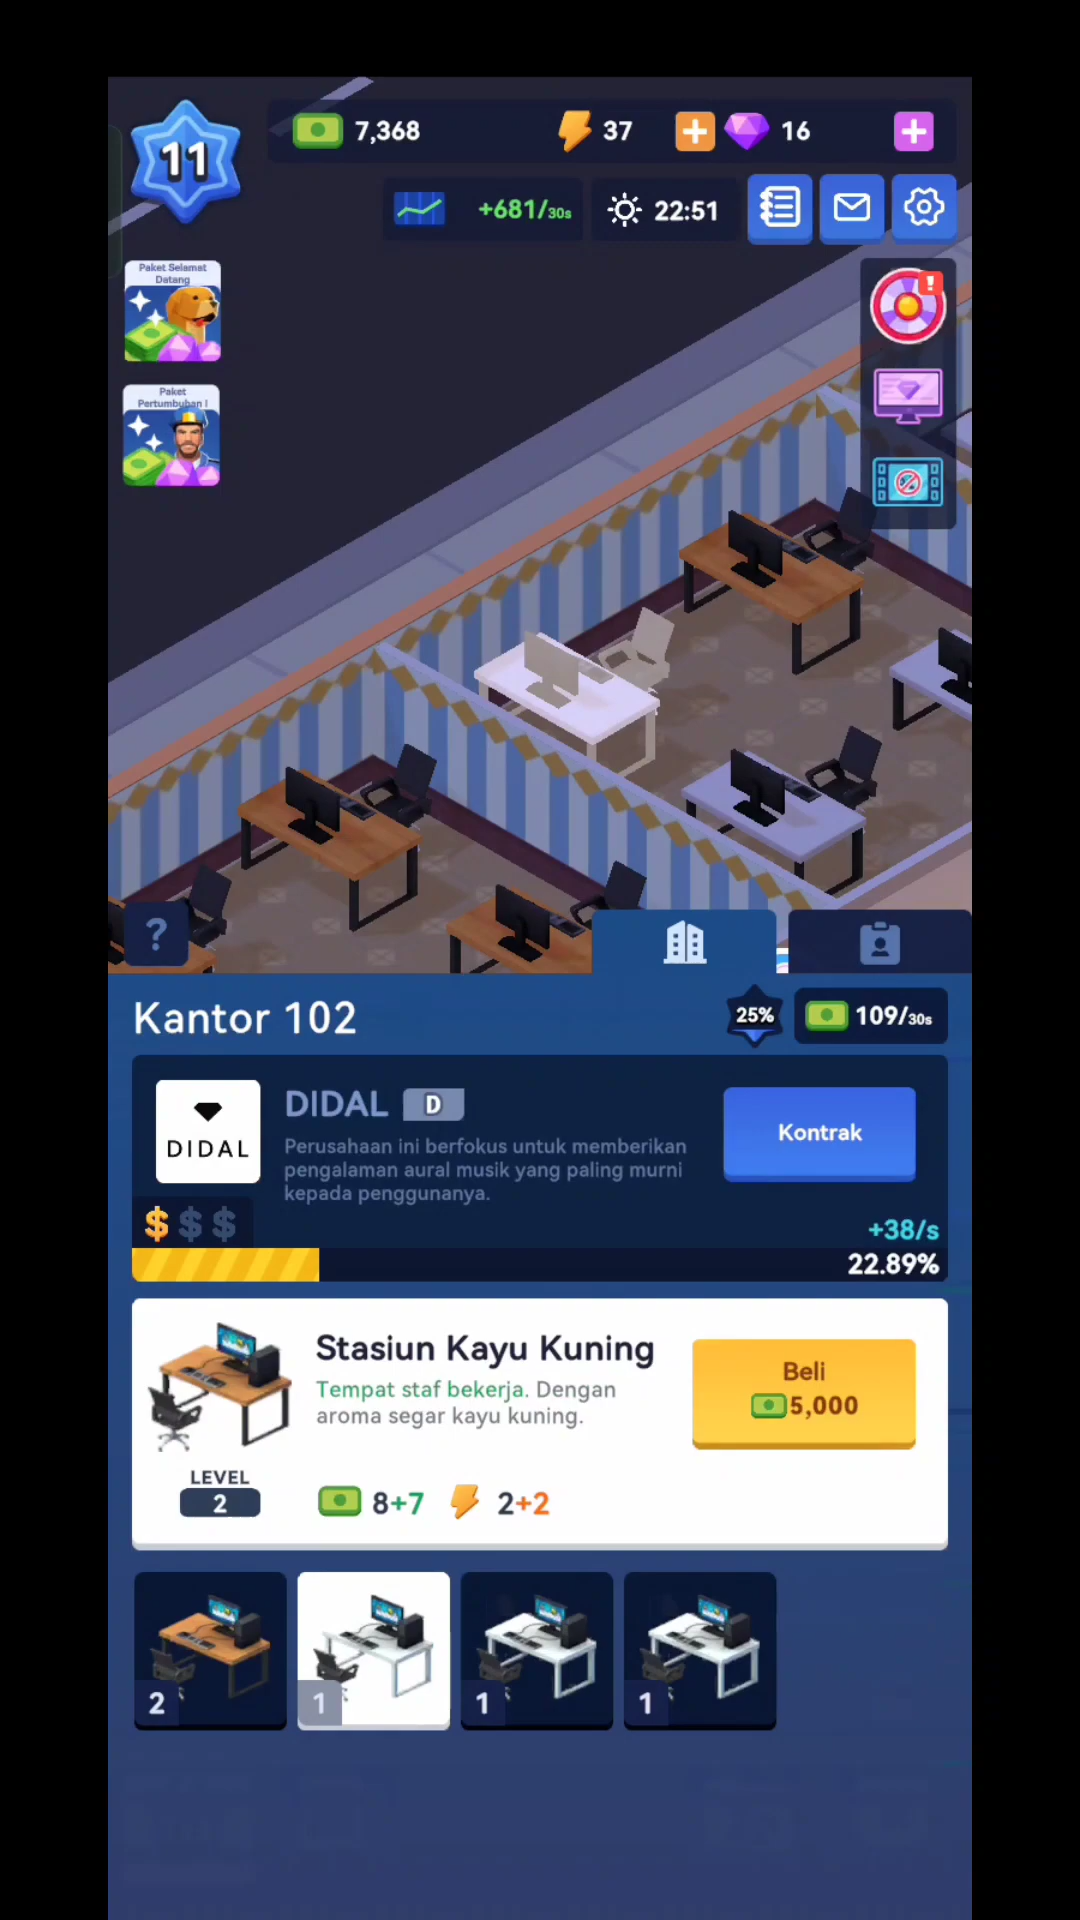 11
7,368
37
16
+681/30s
22:51
Paket Selamat
Datang
!
Paket
Pertumbuhan I
?
Kantor 102
25%
109/30s
DIDAL
DIDAL D
Perusahaan ini berfokus untuk memberikan
pengalaman aural musik yang paling murni
kepada penggunanya.
Kontrak
$ $ $
+38/s
22.89%
Stasiun Kayu Kuning
Tempat staf bekerja. Dengan
aroma segar kayu kuning.
Beli
5,000
LEVEL
2
8+7
2+2
2
1
1
1